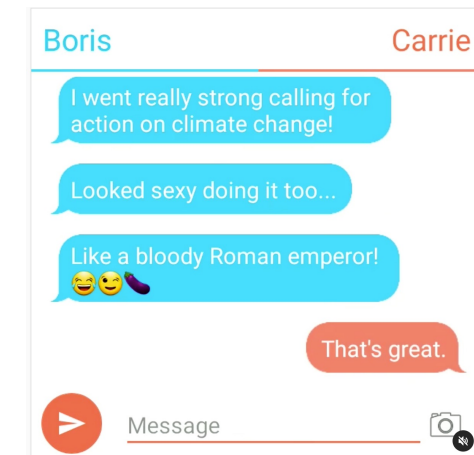 Boris
Carrie
I went really strong calling for
action on climate change!
Looked sexy doing it too...
Like a bloody Roman emperor!
😂😉🍆
That's great.
Message